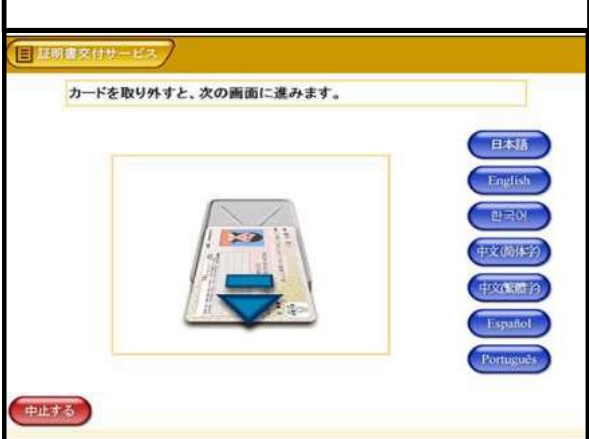 証明書交付サービス
カードを取り外すと、次の画面に進みます。
日本語
English
한국어
中文(简体字)
中文(繁體字)
Español
Português
中止する